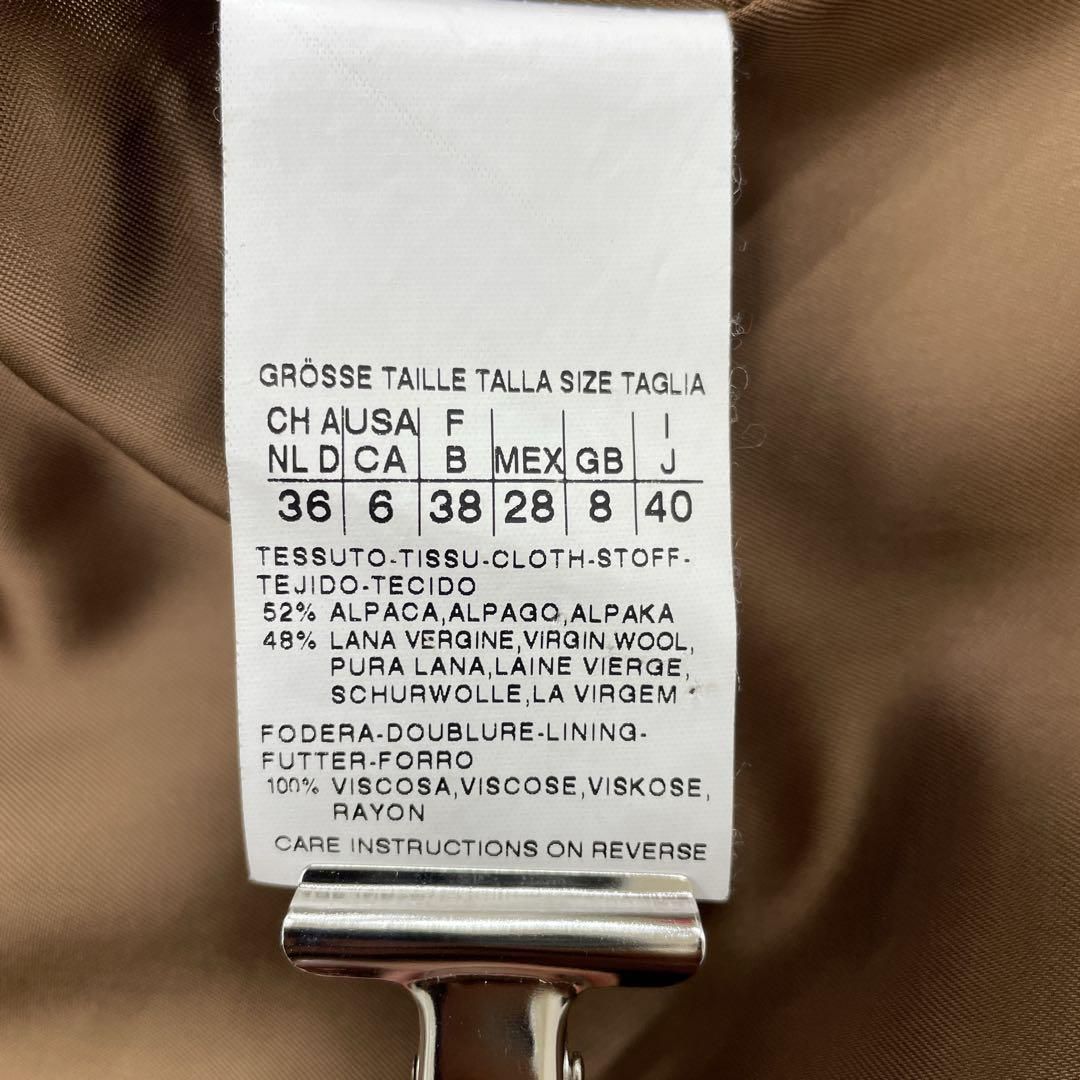 GRÖSSE TAILLE TALLA SIZE TAGLIA
CH A USA F I
NL D CA B MEX GB J
36 6 38 28 8 40
TESSUTO-TISSU-CLOTH-STOFF-
TEJIDO-TECIDO
52% ALPACA,ALPAGO,ALPAKA
48% LANA VERGINE,VIRGIN WOOL,
PURA LANA,LAINE VIERGE,
SCHURWOLLE,LA VIRGEM
FODERA-DOUBLURE-LINING-
FUTTER-FORRO
100% VISCOSA,VISCOSE,VISKOSE,
RAYON
CARE INSTRUCTIONS ON REVERSE